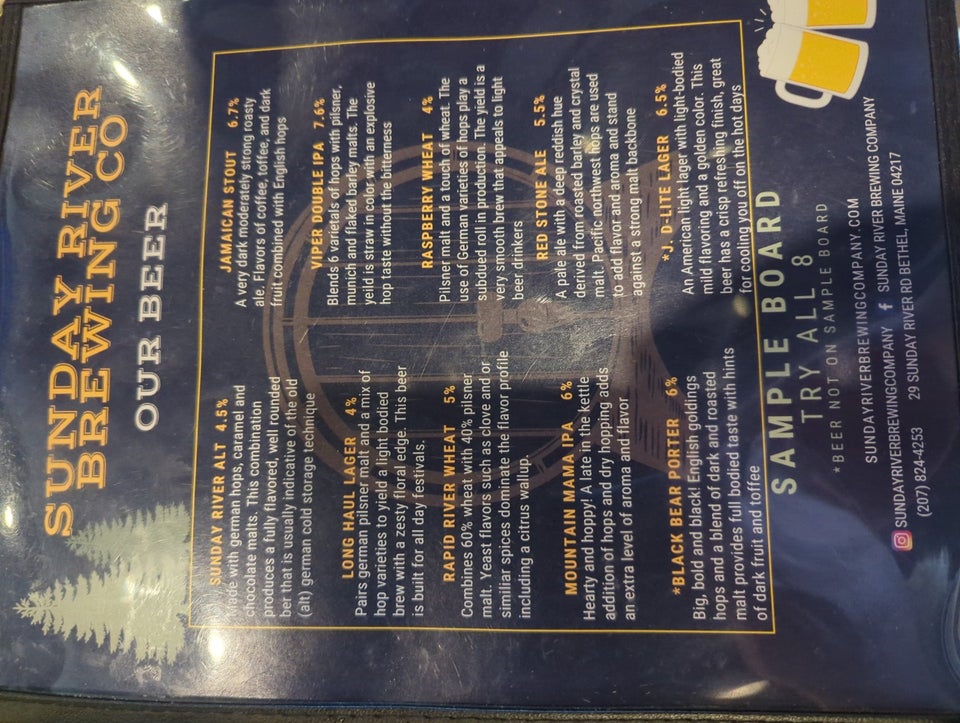 SUNDAY RIVER
BREWING CO
OUR BEER
SUNDAY RIVER ALT 4.5%
Made with german hops, caramel and
chocolate malts. This combination
produces a fully flavored, well rounded
ber that is usually indicative of the old
(alt) german cold storage technique
LONG HAUL LAGER 4%
Pairs german pilsner malt and a mix of
hop varieties to yield a light bodied
brew with a zesty floral edge. This beer
is built for all day festivals.
RAPID RIVER WHEAT 5%
Combines 60% wheat with 40% pilsner
malt. Yeast flavors such as clove and or
similar spices dominate the flavor profile
including a citrus wallup.
MOUNTAIN MAMA IPA 6%
Hearty and hoppy! A late in the kettle
addition of hops and dry hopping adds
an extra level of aroma and flavor
*BLACK BEAR PORTER 6%
Big, bold and black! English goldings
hops and a blend of dark and roasted
malt provides full bodied taste with hints
of dark fruit and toffee
JAMAICAN STOUT 6.7%
A very dark moderately strong roasty
ale. Flavors of coffee, toffee, and dark
fruit combined with English hops
VIPER DOUBLE IPA 7.6%
Blends 6 varietals of hops with pilsner,
munich and flaked barley malts. The
yeild is straw in color with an explosive
hop taste without the bitterness
RASPBERRY WHEAT 4%
Pilsner malt and a touch of wheat. The
use of German varieties of hops play a
subdued roll in production. The yield is a
very smooth brew that appeals to light
beer drinkers
RED STONE ALE 5.5%
A pale ale with a deep reddish hue
derived from roasted barley and crystal
malt. Pacific northwest hops are used
to add flavor and aroma and stand
against a strong malt backbone
*J. D-LITE LAGER 6.5%
An American light lager with light-bodied
mild flavoring and a golden color. This
beer has a crisp refreshing finish, great
for cooling you off on the hot days
SAMPLE BOARD
TRY ALL 8
*BEER NOT ON SAMPLE BOARD
SUNDAYRIVERBREWINGCOMPANY.COM
SUNDAYRIVERBREWINGCOMPANY f SUNDAY RIVER BREWING COMPANY
(207) 824-4253 29 SUNDAY RIVER RD BETHEL, MAINE 04217